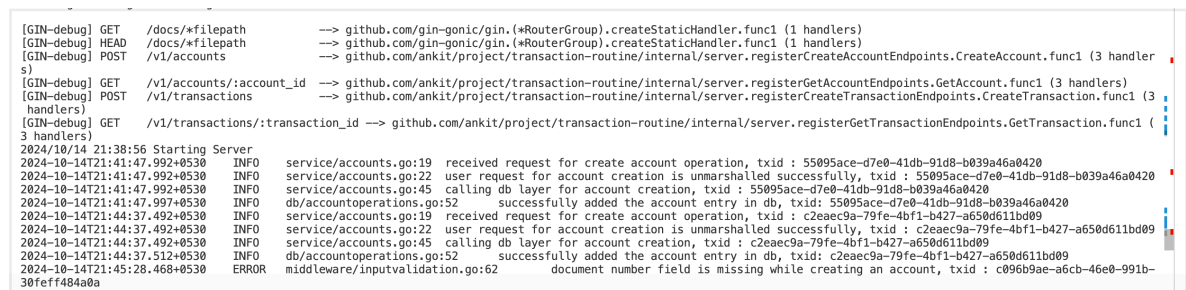 [GIN-debug] GET    /docs/*filepath           --> github.com/gin-gonic/gin.(*RouterGroup).createStaticHandler.func1 (1 handlers)
[GIN-debug] HEAD   /docs/*filepath           --> github.com/gin-gonic/gin.(*RouterGroup).createStaticHandler.func1 (1 handlers)
[GIN-debug] POST   /v1/accounts              --> github.com/ankit/project/transaction-routine/internal/server.registerCreateAccountEndpoints.CreateAccount.func1 (3 handler
s)
[GIN-debug] GET    /v1/accounts/:account_id  --> github.com/ankit/project/transaction-routine/internal/server.registerGetAccountEndpoints.GetAccount.func1 (3 handlers)
[GIN-debug] POST   /v1/transactions          --> github.com/ankit/project/transaction-routine/internal/server.registerCreateTransactionEndpoints.CreateTransaction.func1 (3
 handlers)
[GIN-debug] GET    /v1/transactions/:transaction_id --> github.com/ankit/project/transaction-routine/internal/server.registerGetTransactionEndpoints.GetTransaction.func1 (
3 handlers)
2024/10/14 21:38:56 Starting Server
2024-10-14T21:41:47.992+0530    INFO    service/accounts.go:19  received request for create account operation, txid : 55095ace-d7e0-41db-91d8-b039a46a0420
2024-10-14T21:41:47.992+0530    INFO    service/accounts.go:22  user request for account creation is unmarshalled successfully, txid : 55095ace-d7e0-41db-91d8-b039a46a0420
2024-10-14T21:41:47.992+0530    INFO    service/accounts.go:45  calling db layer for account creation, txid : 55095ace-d7e0-41db-91d8-b039a46a0420
2024-10-14T21:41:47.997+0530    INFO    db/accountoperations.go:52      successfully added the account entry in db, txid: 55095ace-d7e0-41db-91d8-b039a46a0420
2024-10-14T21:44:37.492+0530    INFO    service/accounts.go:19  received request for create account operation, txid : c2eaec9a-79fe-4bf1-b427-a650d611bd09
2024-10-14T21:44:37.492+0530    INFO    service/accounts.go:22  user request for account creation is unmarshalled successfully, txid : c2eaec9a-79fe-4bf1-b427-a650d611bd09
2024-10-14T21:44:37.492+0530    INFO    service/accounts.go:45  calling db layer for account creation, txid : c2eaec9a-79fe-4bf1-b427-a650d611bd09
2024-10-14T21:44:37.512+0530    INFO    db/accountoperations.go:52      successfully added the account entry in db, txid: c2eaec9a-79fe-4bf1-b427-a650d611bd09
2024-10-14T21:45:28.468+0530    ERROR   middleware/inputvalidation.go:62        document number field is missing while creating an account, txid : c096b9ae-a6cb-46e0-991b-
30feff484a0a